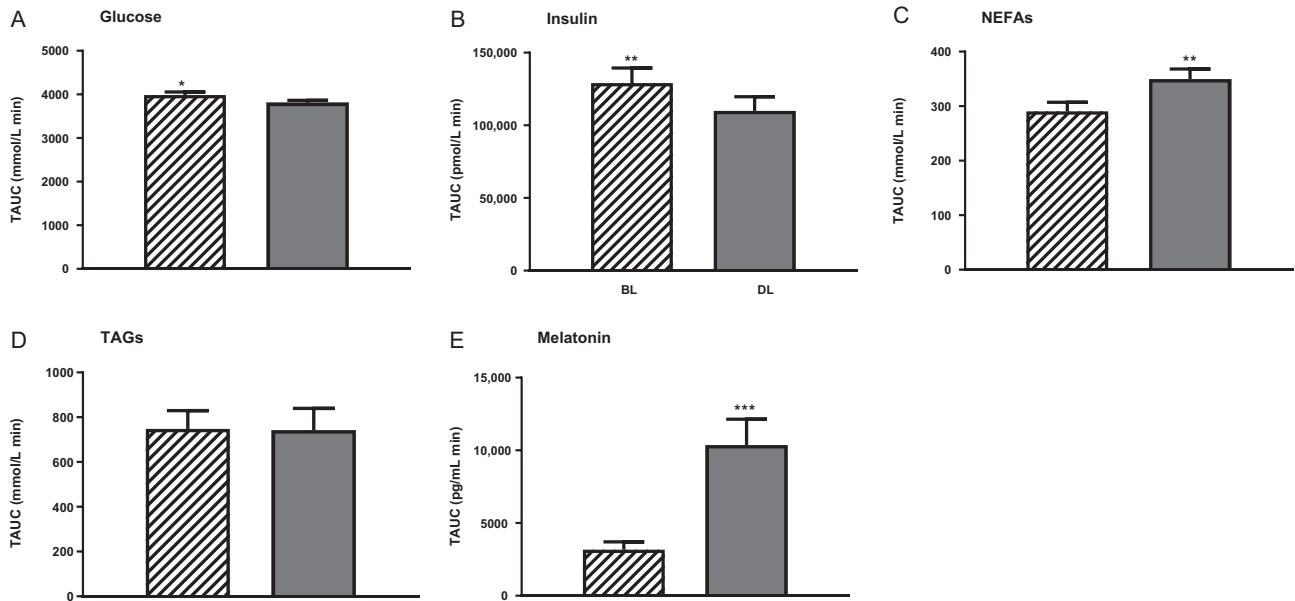 A Glucose
TAUC (mmol/L min)
5000
4000
3000
2000
1000
0
*
B Insulin
TAUC (pmol/L min)
150,000
100,000
50,000
0
**
BL DL
C NEFAs
TAUC (mmol/L min)
400
300
200
100
0
**
D TAGs
TAUC (mmol/L min)
1000
800
600
400
200
0
E Melatonin
TAUC (pg/mL min)
15,000
10,000
5000
0
***